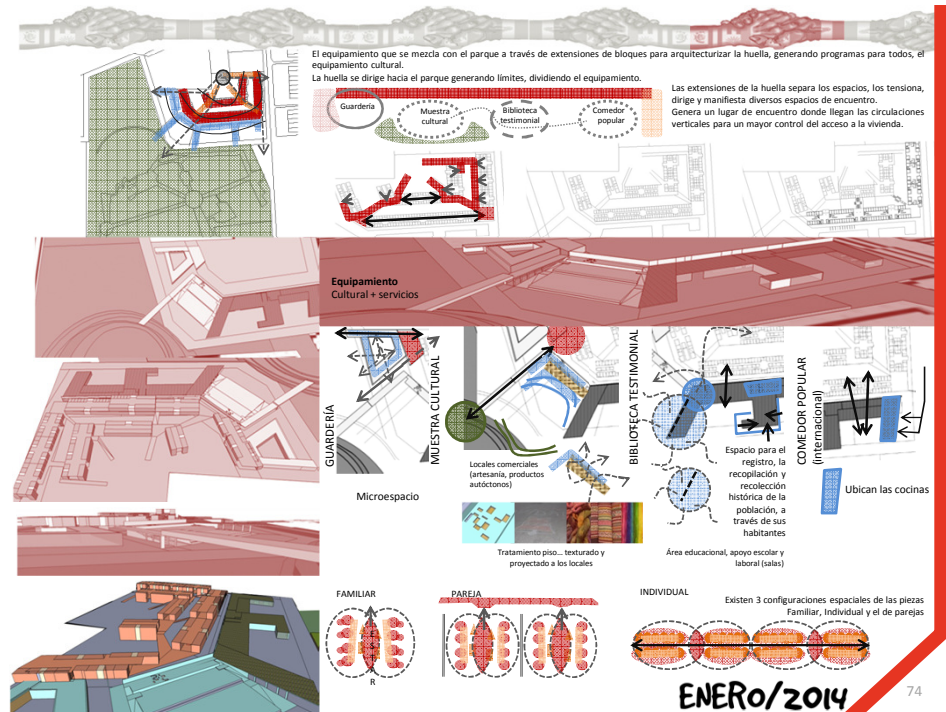 El equipamiento que se mezcla con el parque a través de extensiones de bloques para arquitecturizar la huella, generando programas para todos, el
equipamiento cultural.
La huella se dirige hacia el parque generando límites, dividiendo el equipamiento.
Las extensiones de la huella separa los espacios, los tensiona,
dirige y manifiesta diversos espacios de encuentro.
Genera un lugar de encuentro donde llegan las circulaciones
verticales para un mayor control del acceso a la vivienda.
Guardería
Muestra
cultural
Biblioteca
testimonial
Comedor
popular
Equipamiento
Cultural + servicios
GUARDERÍA
Microespacio
MUESTRA CULTURAL
Locales comerciales
(artesanía, productos
autóctonos)
Tratamiento piso... texturado y
proyectado a los locales
BIBLIOTECA TESTIMONIAL
Espacio para el
registro, la
recopilación y
recolección
histórica de la
población, a
través de sus
habitantes
Área educacional, apoyo escolar y
laboral (salas)
COMEDOR POPULAR
(internacional)
Ubican las cocinas
FAMILIAR
R
PAREJA
INDIVIDUAL
Existen 3 configuraciones espaciales de las piezas
Familiar, Individual y el de parejas
ENERO/2014
74